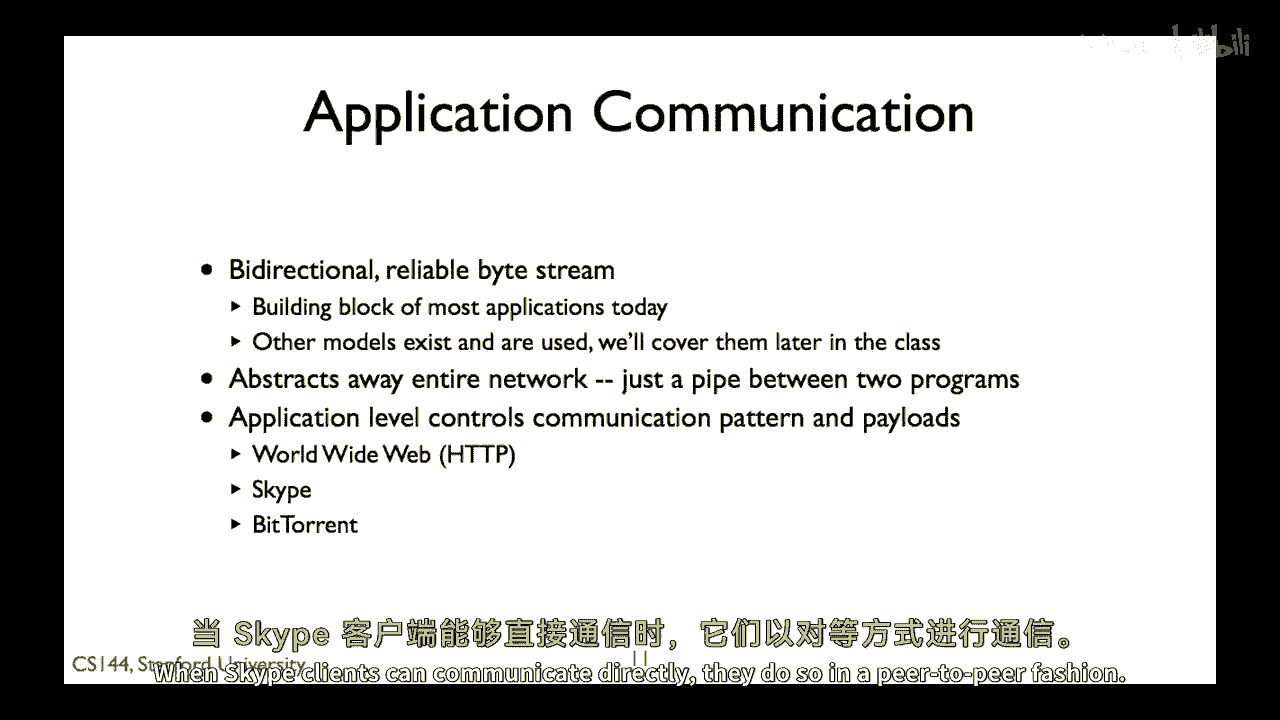 bilibili
Application Communication
Bidirectional, reliable byte stream
Building block of most applications today
Other models exist and are used, we'll cover them later in the class
Abstracts away entire network -- just a pipe between two programs
Application level controls communication pattern and payloads
World Wide Web (HTTP)
Skype
BitTorrent
当 Skype 客户端能够直接通信时，它们以对等方式进行通信。
CS144, Stanford University
11
When Skype clients can communicate directly, they do so in a peer-to-peer fashion.